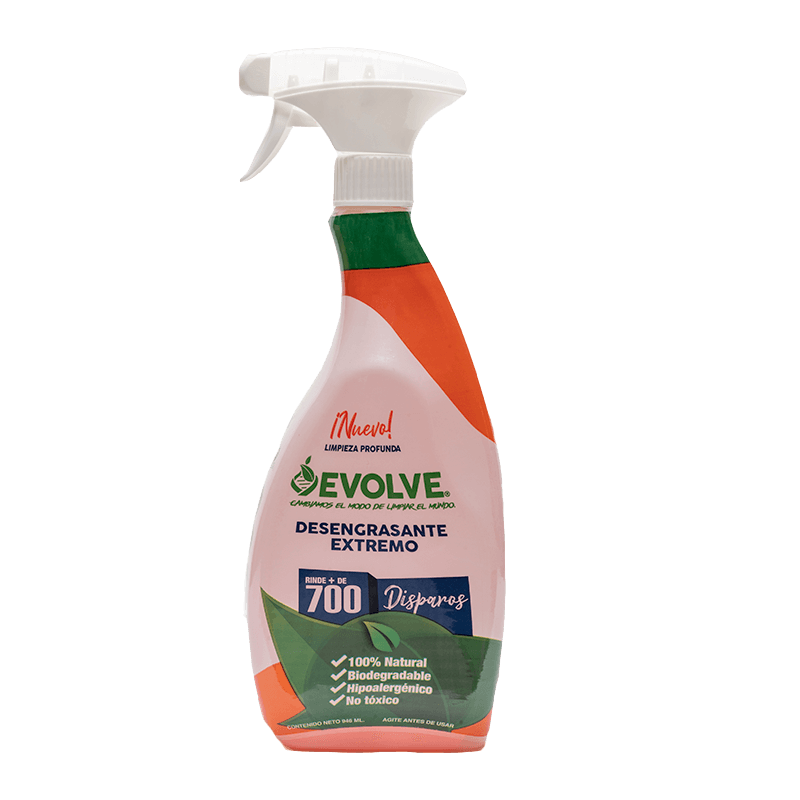 ¡Nuevo!
LIMPIEZA PROFUNDA
EVOLVE®
CAMBIAMOS EL MODO DE LIMPIAR EL MUNDO.
DESENGRASANTE
EXTREMO
RINDE + DE
700 Disparos
100% Natural
Biodegradable
Hipoalergénico
No tóxico
CONTENIDO NETO 946 ML. AGITE ANTES DE USAR